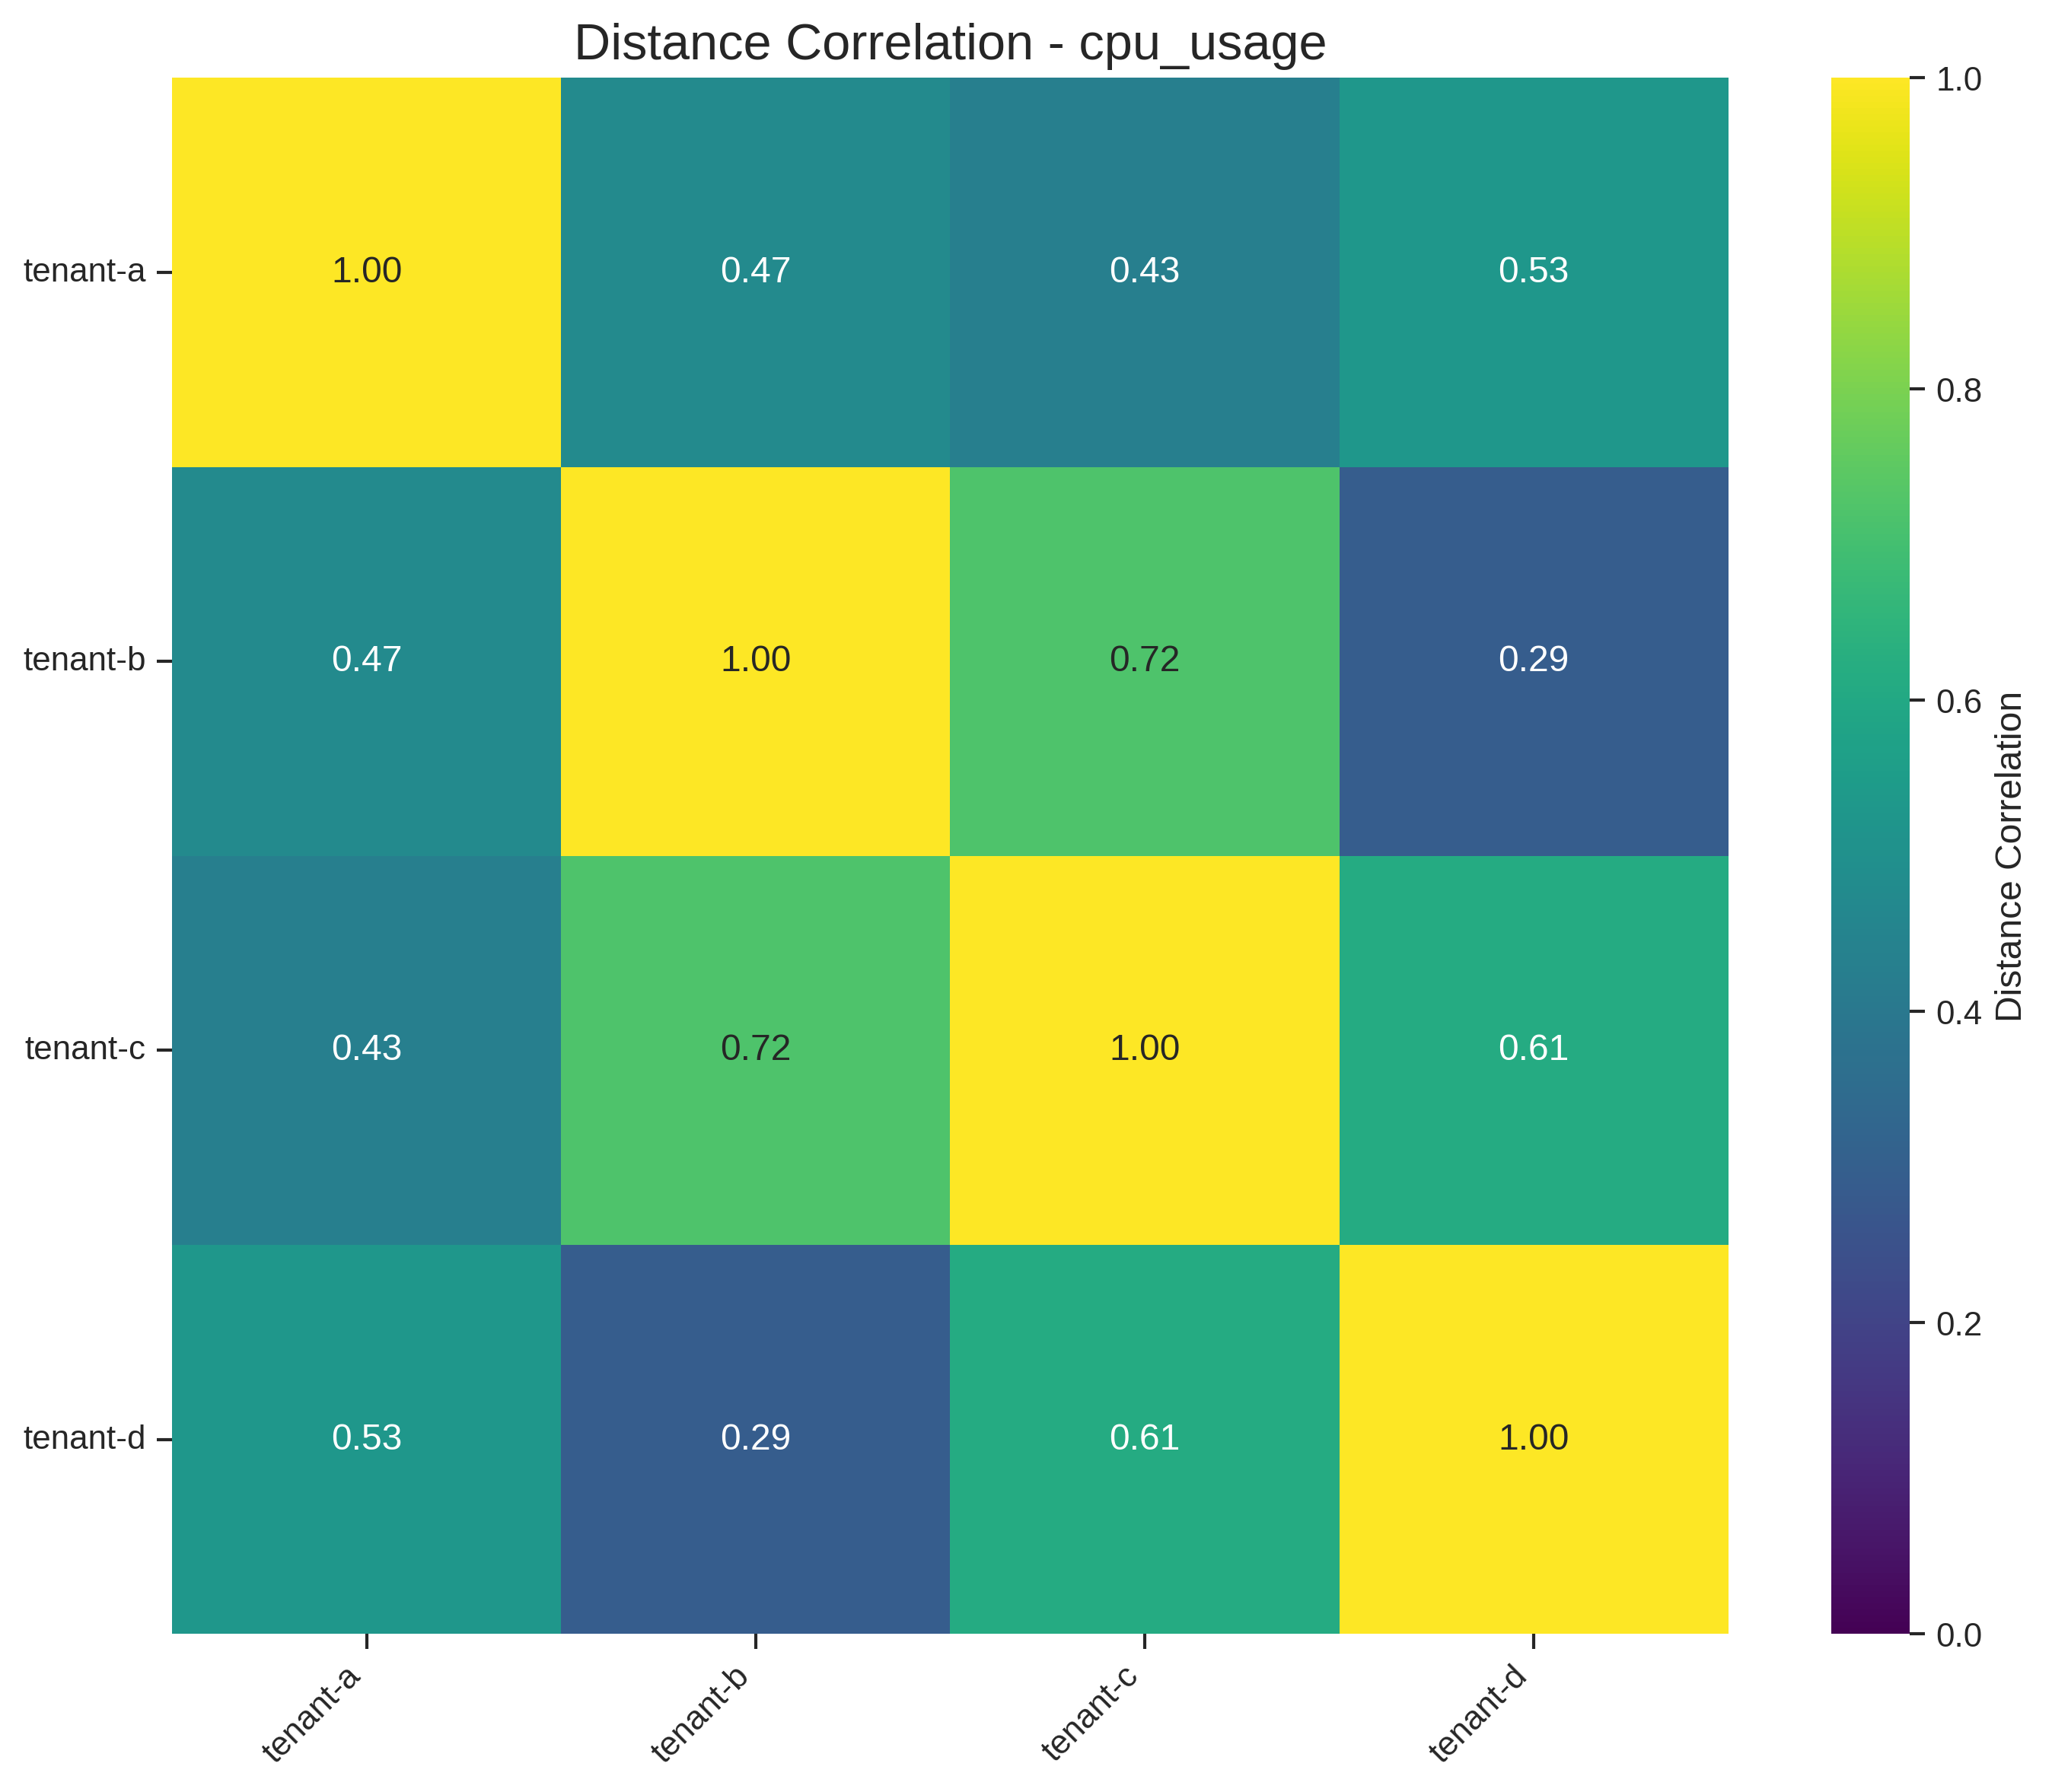 Distance Correlation - cpu_usage
tenant-a 1.00 0.47 0.43 0.53
tenant-b 0.47 1.00 0.72 0.29
tenant-c 0.43 0.72 1.00 0.61
tenant-d 0.53 0.29 0.61 1.00
tenant-a tenant-b tenant-c tenant-d
1.0
0.8
0.6
0.4
0.2
0.0
Distance Correlation